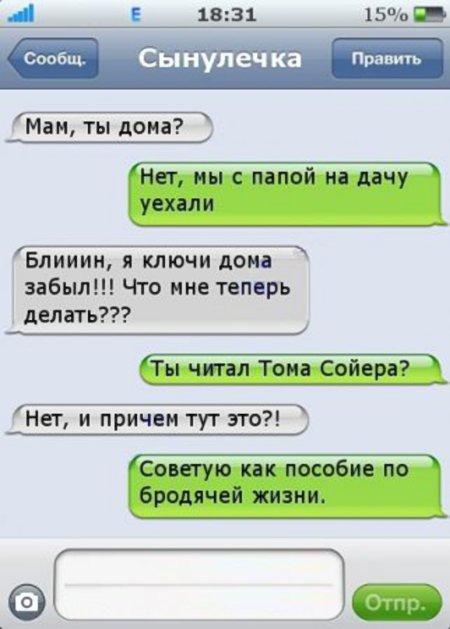 E 18:31 15%
Сообщ. Сынулечка Править
Мам, ты дома?
Нет, мы с папой на дачу
уехали
Блииин, я ключи дома
забыл!!! Что мне теперь
делать???
Ты читал Тома Сойера?
Нет, и причем тут это?!
Советую как пособие по
бродячей жизни.
Отпр.